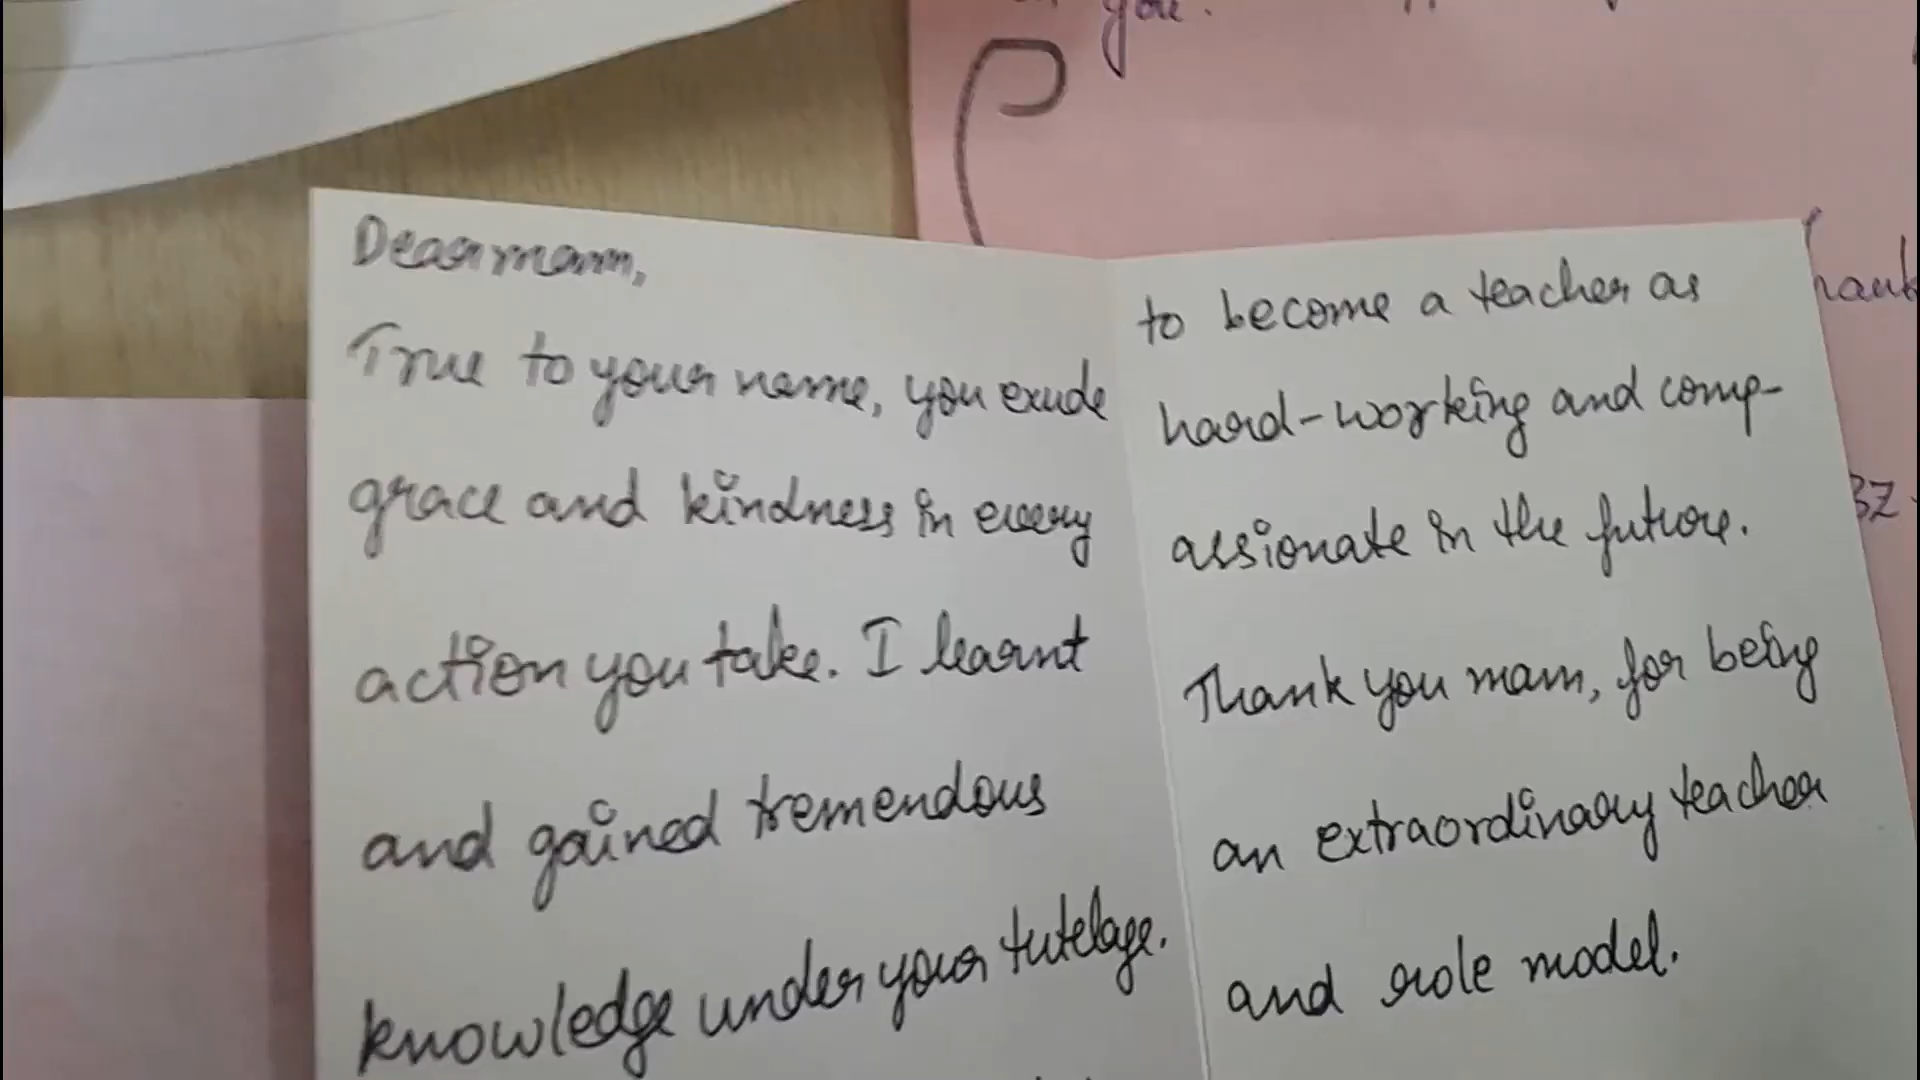 you.
Dear mam,
True to your name, you exude
grace and kindness in every
action you take. I learnt
and gained tremendous
knowledge under your tutelage.
to become a teacher as
hard-working and comp-
assionate in the future.
Thank you mam, for being
an extraordinary teacher
and role model.